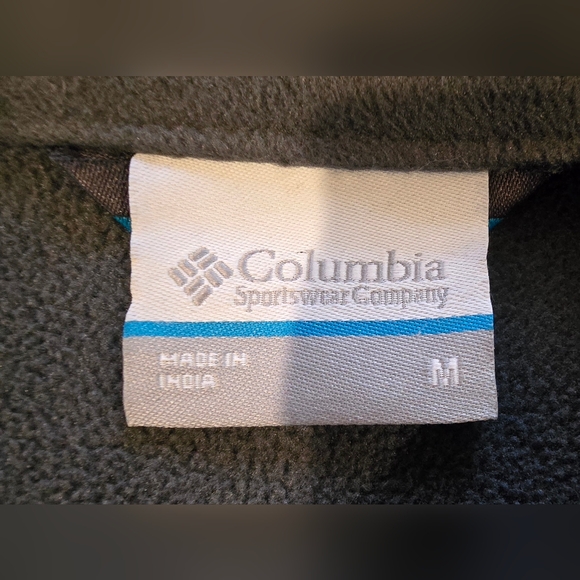 Columbia
Sportswear Company
MADE IN
INDIA
M